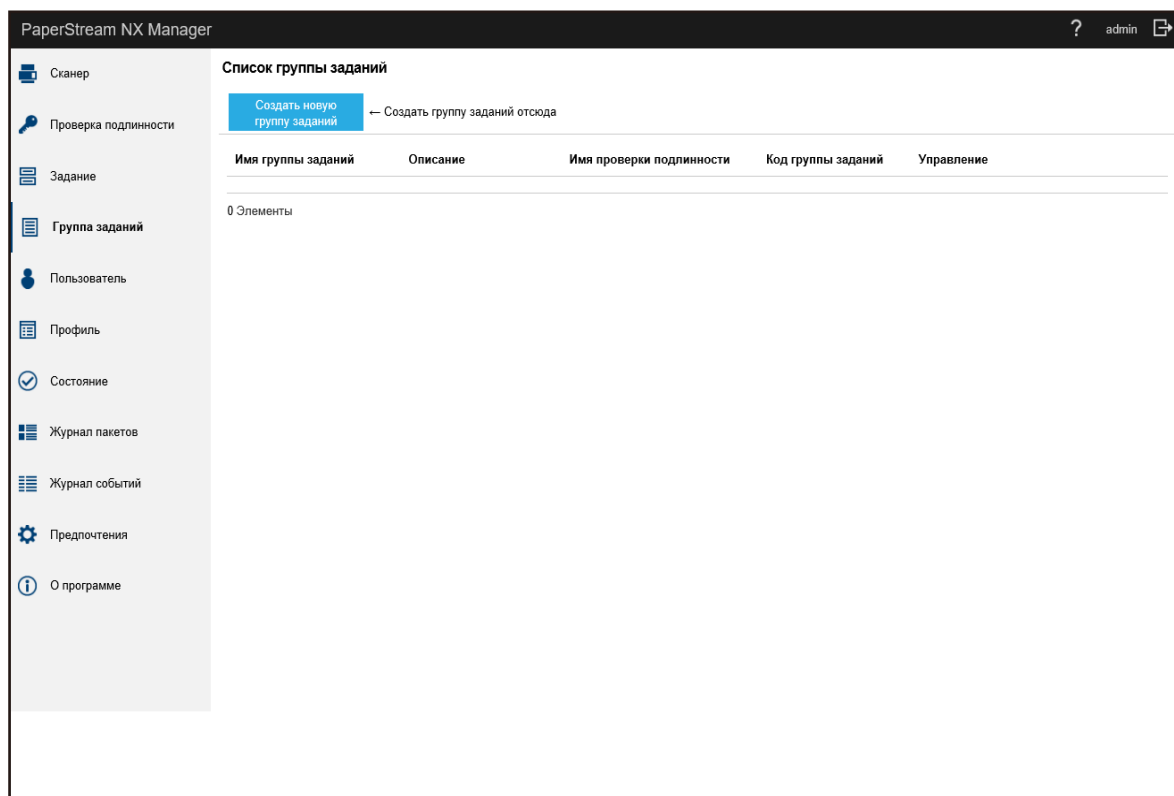 PaperStream NX Manager
? admin
Сканер
Проверка подлинности
Задание
Группа заданий
Пользователь
Профиль
Состояние
Журнал пакетов
Журнал событий
Предпочтения
О программе
Список группы заданий
Создать новую
группу заданий
← Создать группу заданий отсюда
Имя группы заданий Описание Имя проверки подлинности Код группы заданий Управление
0 Элементы